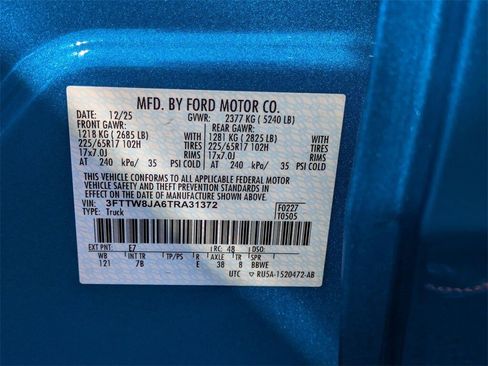 MFD. BY FORD MOTOR CO.
DATE: 12/25 GVWR: 2377 KG ( 5240 LB)
FRONT GAWR: REAR GAWR:
1218 KG ( 2685 LB) 1281 KG ( 2825 LB)
225/65R17 102H TIRES 225/65R17 102H TIRES
17x7.0J RIMS 17x7.0J RIMS
AT 240 kPa/ 35 PSI COLD AT 240 kPa/ 35 PSI COLD
THIS VEHICLE CONFORMS TO ALL APPLICABLE FEDERAL MOTOR
VEHICLE SAFETY AND THEFT PREVENTION STANDARDS IN
EFFECT ON THE DATE OF MANUFACTURE SHOWN ABOVE.
VIN: 3FTTW8JA6TRA31372 F0227
TYPE: Truck T0505
EXT PNT: E7 RC: 48 DSO:
WB INT TR TP/PS R AXLE TR SPR
121 7B E 38 8 BBWE
UTC RU5A-1520472-AB